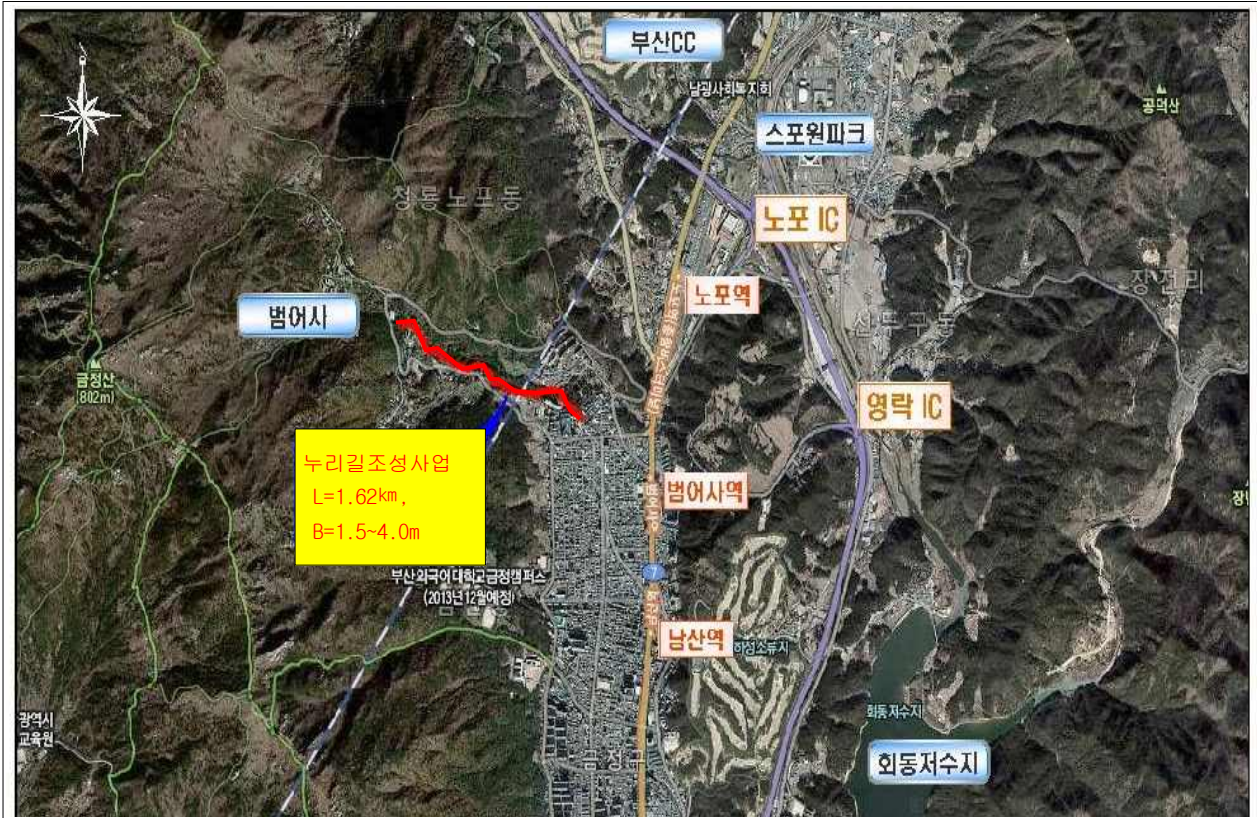 부산CC
남광사회복지회
공덕산
스포원파크
청룡노포동
노포 IC
장전리
노포역
선두구동
범어사
금정산
(802m)
영락 IC
누리길조성사업
L=1.62km,
B=1.5~4.0m
범어사역
부산외국어대학교금정캠퍼스
(2013년12월예정)
7
남산역
남산역
회동저수지
광역시
교육원
금정구
회동저수지